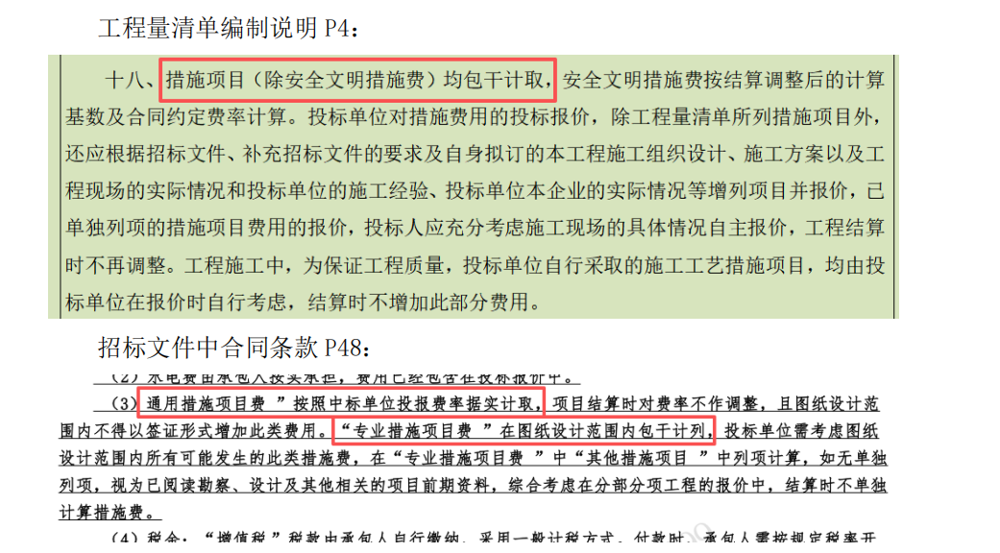 工程量清单编制说明 P4：
十八、措施项目（除安全文明措施费）均包干计取，安全文明措施费按结算调整后的计算
基数及合同约定费率计算。投标单位对措施费用的投标报价，除工程量清单所列措施项目外，
还应根据招标文件、补充招标文件的要求及自身拟订的本工程施工组织设计、施工方案以及工
程现场的实际情况和投标单位的施工经验、投标单位本企业的实际情况等增列项目并报价，已
单独列项的措施项目费用的报价，投标人应充分考虑施工现场的具体情况自主报价，工程结算
时不再调整。工程施工中，为保证工程质量，投标单位自行采取的施工工艺措施项目，均由投
标单位在报价时自行考虑，结算时不增加此部分费用。
招标文件中合同条款 P48：
（2）水电费由承包人按实承担，费用已经包含在投标报价中。
（3）通用措施项目费 ”按照中标单位投报费率据实计取，项目结算时对费率不作调整，且图纸设计范
围内不得以签证形式增加此类费用。“专业措施项目费 ”在图纸设计范围内包干计列，投标单位需考虑图纸
设计范围内所有可能发生的此类措施费，在“专业措施项目费 ”中“其他措施项目 ”中列项计算，如无单独
列项，视为已阅读勘察、设计及其他相关的项目前期资料，综合考虑在分部分项工程的报价中，结算时不单独
计算措施费。
（4）税金：“增值税 ”税款由承包人自行缴纳，采用一般计税方式，付款时，承包人需按规定税率开